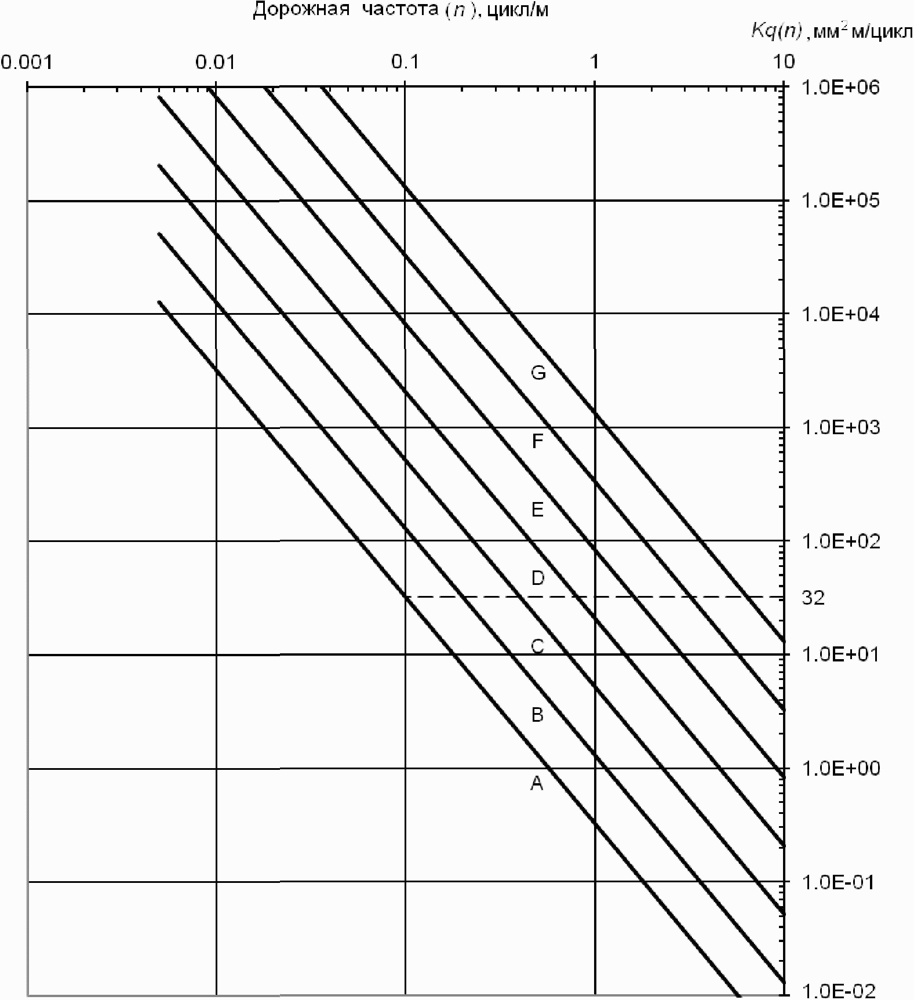 Дорожная частота (n), цикл/м
Kq(n), мм² м/цикл
0.001 0.01 0.1 1 10
1.0E+06
1.0E+05
1.0E+04
G
1.0E+03
F
E
1.0E+02
D
32
C
1.0E+01
B
1.0E+00
A
1.0E-01
1.0E-02